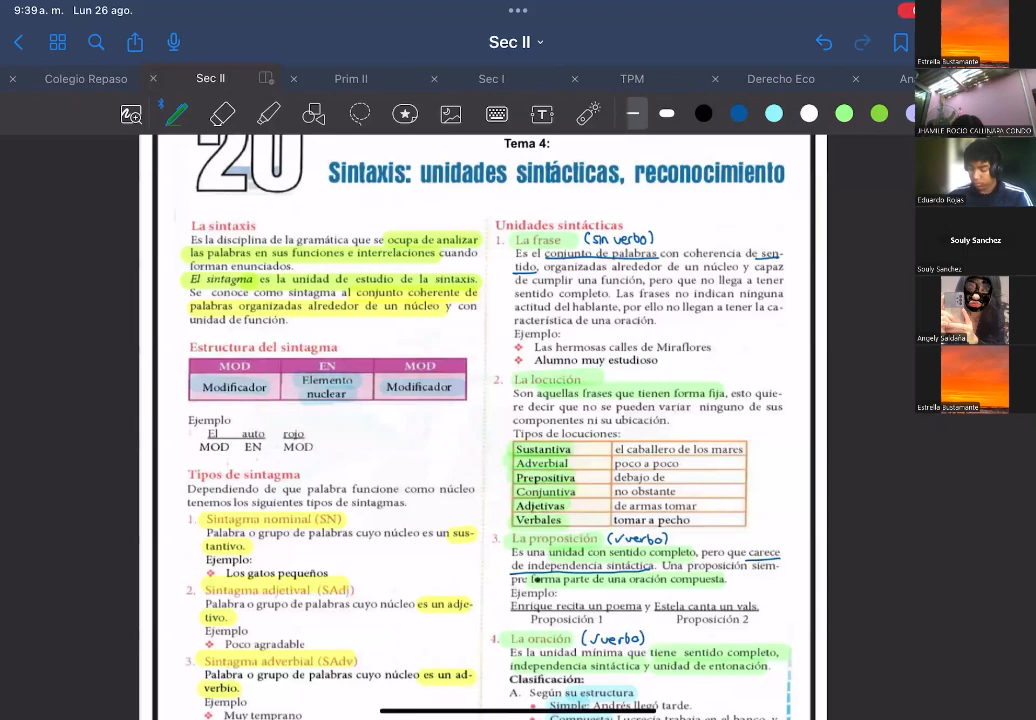 9:39 a. m. Lun 26 ago.
Sec II
Colegio Repaso
Sec II
Prim II
Sec I
TPM
Derecho Eco
20
Tema 4:
Sintaxis: unidades sintácticas, reconocimiento
La sintaxis
Es la disciplina de la gramática que se ocupa de analizar
las palabras en sus funciones e interrelaciones cuando
forman enunciados.
El sintagma es la unidad de estudio de la sintaxis.
Se conoce como sintagma al conjunto coherente de
palabras organizadas alrededor de un núcleo y con
unidad de función.
Estructura del sintagma
MOD EN MOD
Modificador Elemento nuclear Modificador
Ejemplo
El auto rojo
MOD EN MOD
Tipos de sintagma
Dependiendo de que palabra funcione como núcleo
tenemos los siguientes tipos de sintagmas.
1. Sintagma nominal (SN)
Palabra o grupo de palabras cuyo núcleo es un sus-
tantivo.
Ejemplo:
❖ Los gatos pequeños
2. Sintagma adjetival (SAdj)
Palabra o grupo de palabras cuyo núcleo es un adje-
tivo.
Ejemplo
❖ Poco agradable
3. Sintagma adverbial (SAdv)
Palabra o grupo de palabras cuyo núcleo es un ad-
verbio.
Ejemplo
❖ Muy temprano
Unidades sintácticas
1. La frase (sin verbo)
Es el conjunto de palabras con coherencia de sen-
tido, organizadas alrededor de un núcleo y capaz
de cumplir una función, pero que no llega a tener
sentido completo. Las frases no indican ninguna
actitud del hablante, por ello no llegan a tener la ca-
racterística de una oración.
Ejemplo:
❖ Las hermosas calles de Miraflores
❖ Alumno muy estudioso
2. La locución
Son aquellas frases que tienen forma fija, esto quie-
re decir que no se pueden variar ninguno de sus
componentes ni su ubicación.
Tipos de locuciones:
Sustantiva el caballero de los mares
Adverbial poco a poco
Prepositiva debajo de
Conjuntiva no obstante
Adjetivas de armas tomar
Verbales tomar a pecho
3. La proposición (√verbo)
Es una unidad con sentido completo, pero que carece
de independencia sintáctica. Una proposición siem-
pre forma parte de una oración compuesta.
Ejemplo:
Enrique recita un poema y Estela canta un vals.
Proposición 1 Proposición 2
4. La oración (√verbo)
Es la unidad mínima que tiene sentido completo,
independencia sintáctica y unidad de entonación.
Clasificación:
A. Según su estructura
• Simple: Andrés llegó tarde.
• Compuesta: Lucrecia trabaja en el banco, y
Estrella Bustamante
JHAMILE ROCIO CALLINAPA CONDO
Eduardo Rojas
Souly Sanchez
Souly Sanchez
Angely Saldaña
Estrella Bustamante